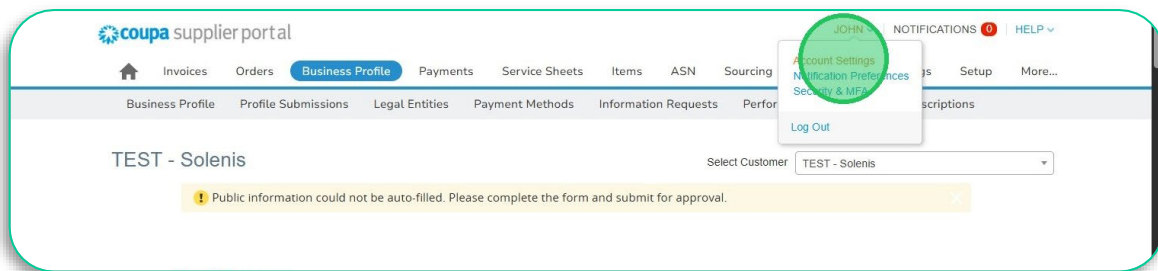 coupa supplier portal
JOHN NOTIFICATIONS 0 HELP
Invoices Orders Business Profile Payments Service Sheets Items ASN Sourcing gs Setup More...
Account Settings
Notification Preferences
Security & MFA
Log Out
Business Profile Profile Submissions Legal Entities Payment Methods Information Requests Perfor scriptions
TEST - Solenis
Select Customer TEST - Solenis
! Public information could not be auto-filled. Please complete the form and submit for approval.